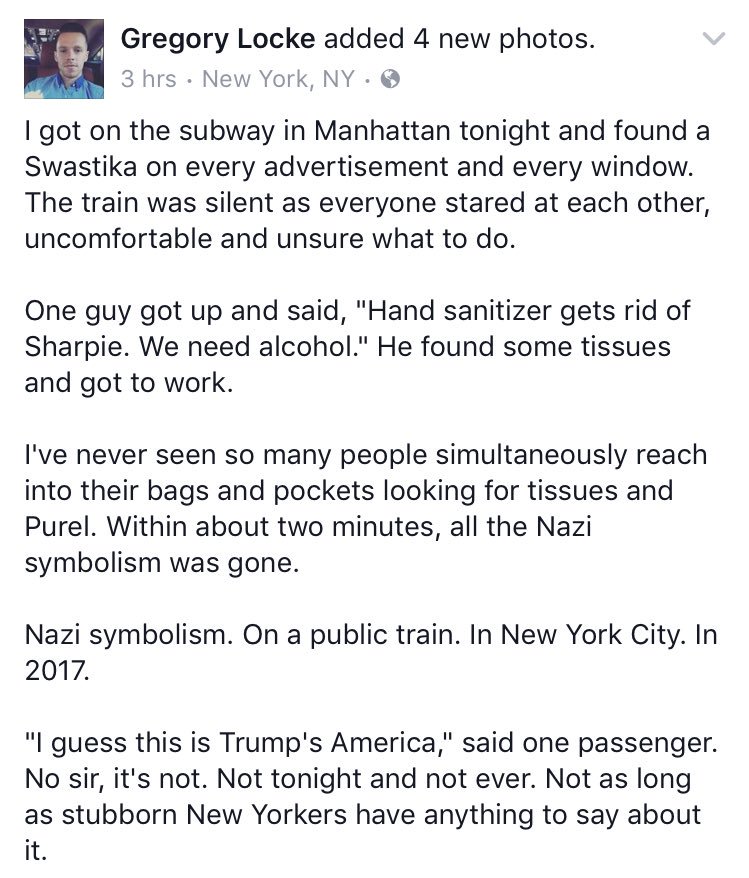 Gregory Locke added 4 new photos.
3 hrs · New York, NY ·
I got on the subway in Manhattan tonight and found a
Swastika on every advertisement and every window.
The train was silent as everyone stared at each other,
uncomfortable and unsure what to do.
One guy got up and said, "Hand sanitizer gets rid of
Sharpie. We need alcohol." He found some tissues
and got to work.
I've never seen so many people simultaneously reach
into their bags and pockets looking for tissues and
Purel. Within about two minutes, all the Nazi
symbolism was gone.
Nazi symbolism. On a public train. In New York City. In
2017.
"I guess this is Trump's America," said one passenger.
No sir, it's not. Not tonight and not ever. Not as long
as stubborn New Yorkers have anything to say about
it.